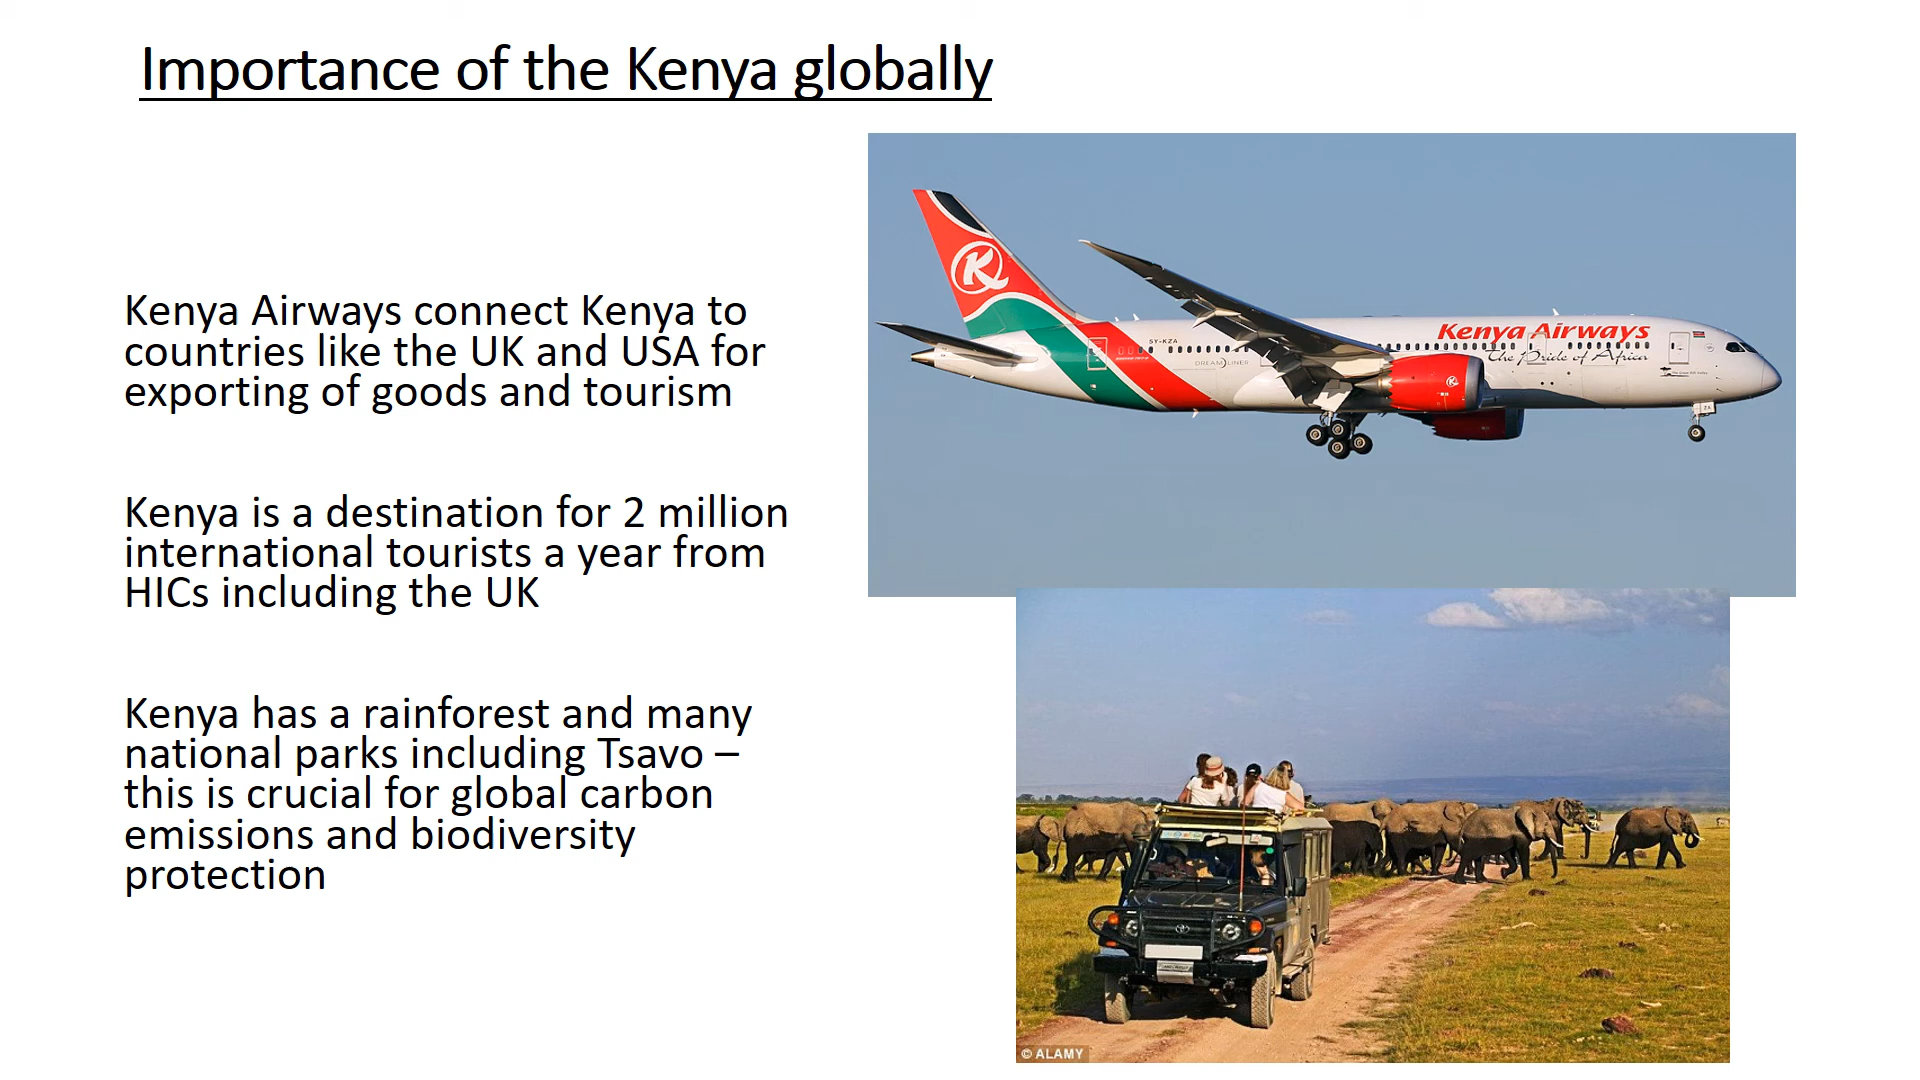 Importance of the Kenya globally
Kenya Airways connect Kenya to
countries like the UK and USA for
exporting of goods and tourism
Kenya is a destination for 2 million
international tourists a year from
HICs including the UK
Kenya has a rainforest and many
national parks including Tsavo –
this is crucial for global carbon
emissions and biodiversity
protection
Kenya Airways
The Pride of Africa
5Y-KZA
DREAMLINER
K
© ALAMY